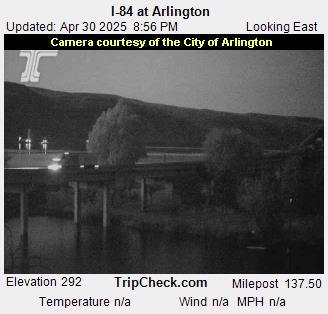 I-84 at Arlington
Updated: Apr 30 2025 8:56 PM Looking East
Camera courtesy of the City of Arlington
Elevation 292 TripCheck.com Milepost 137.50
Temperature n/a Wind n/a MPH n/a